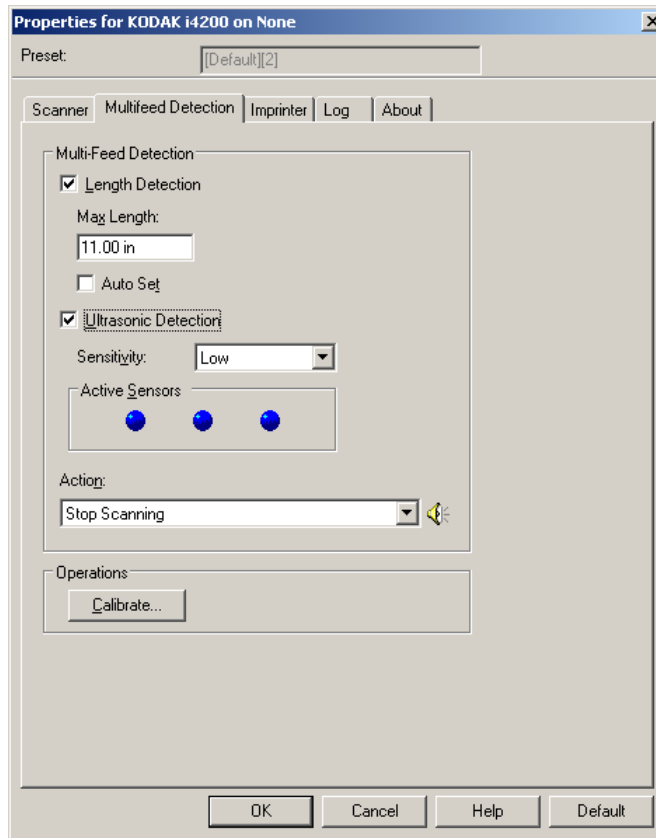 Properties for KODAK i4200 on None
Preset: [Default][2]
Scanner Multifeed Detection Imprinter Log About
Multi-Feed Detection
Length Detection
Max Length:
11.00 in
Auto Set
Ultrasonic Detection
Sensitivity: Low
Active Sensors
Action:
Stop Scanning
Operations
Calibrate...
OK Cancel Help Default